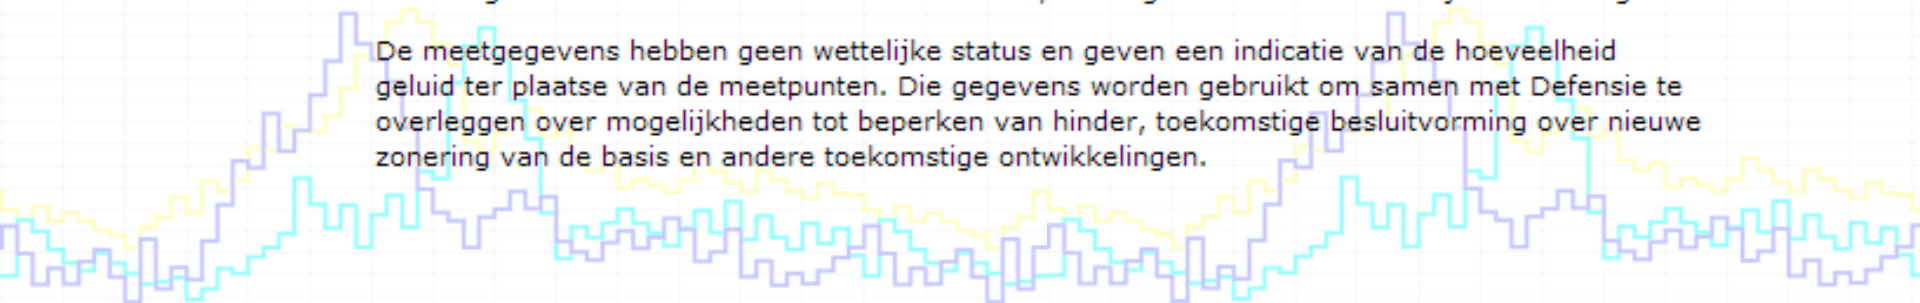 De meetgegevens hebben geen wettelijke status en geven een indicatie van de hoeveelheid
geluid ter plaatse van de meetpunten. Die gegevens worden gebruikt om samen met Defensie te
overleggen over mogelijkheden tot beperken van hinder, toekomstige besluitvorming over nieuwe
zonering van de basis en andere toekomstige ontwikkelingen.